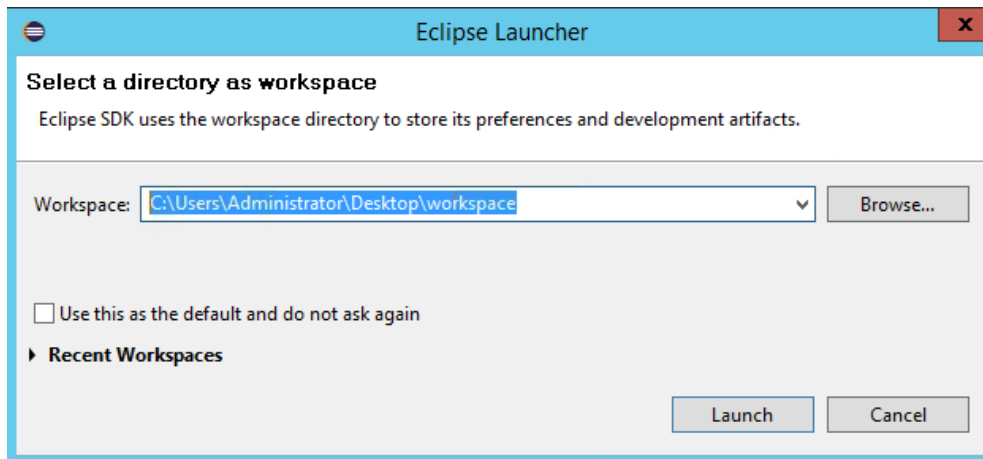 Eclipse Launcher
x
Select a directory as workspace
Eclipse SDK uses the workspace directory to store its preferences and development artifacts.
Workspace: C:\Users\Administrator\Desktop\workspace Browse...
Use this as the default and do not ask again
Recent Workspaces
Launch Cancel